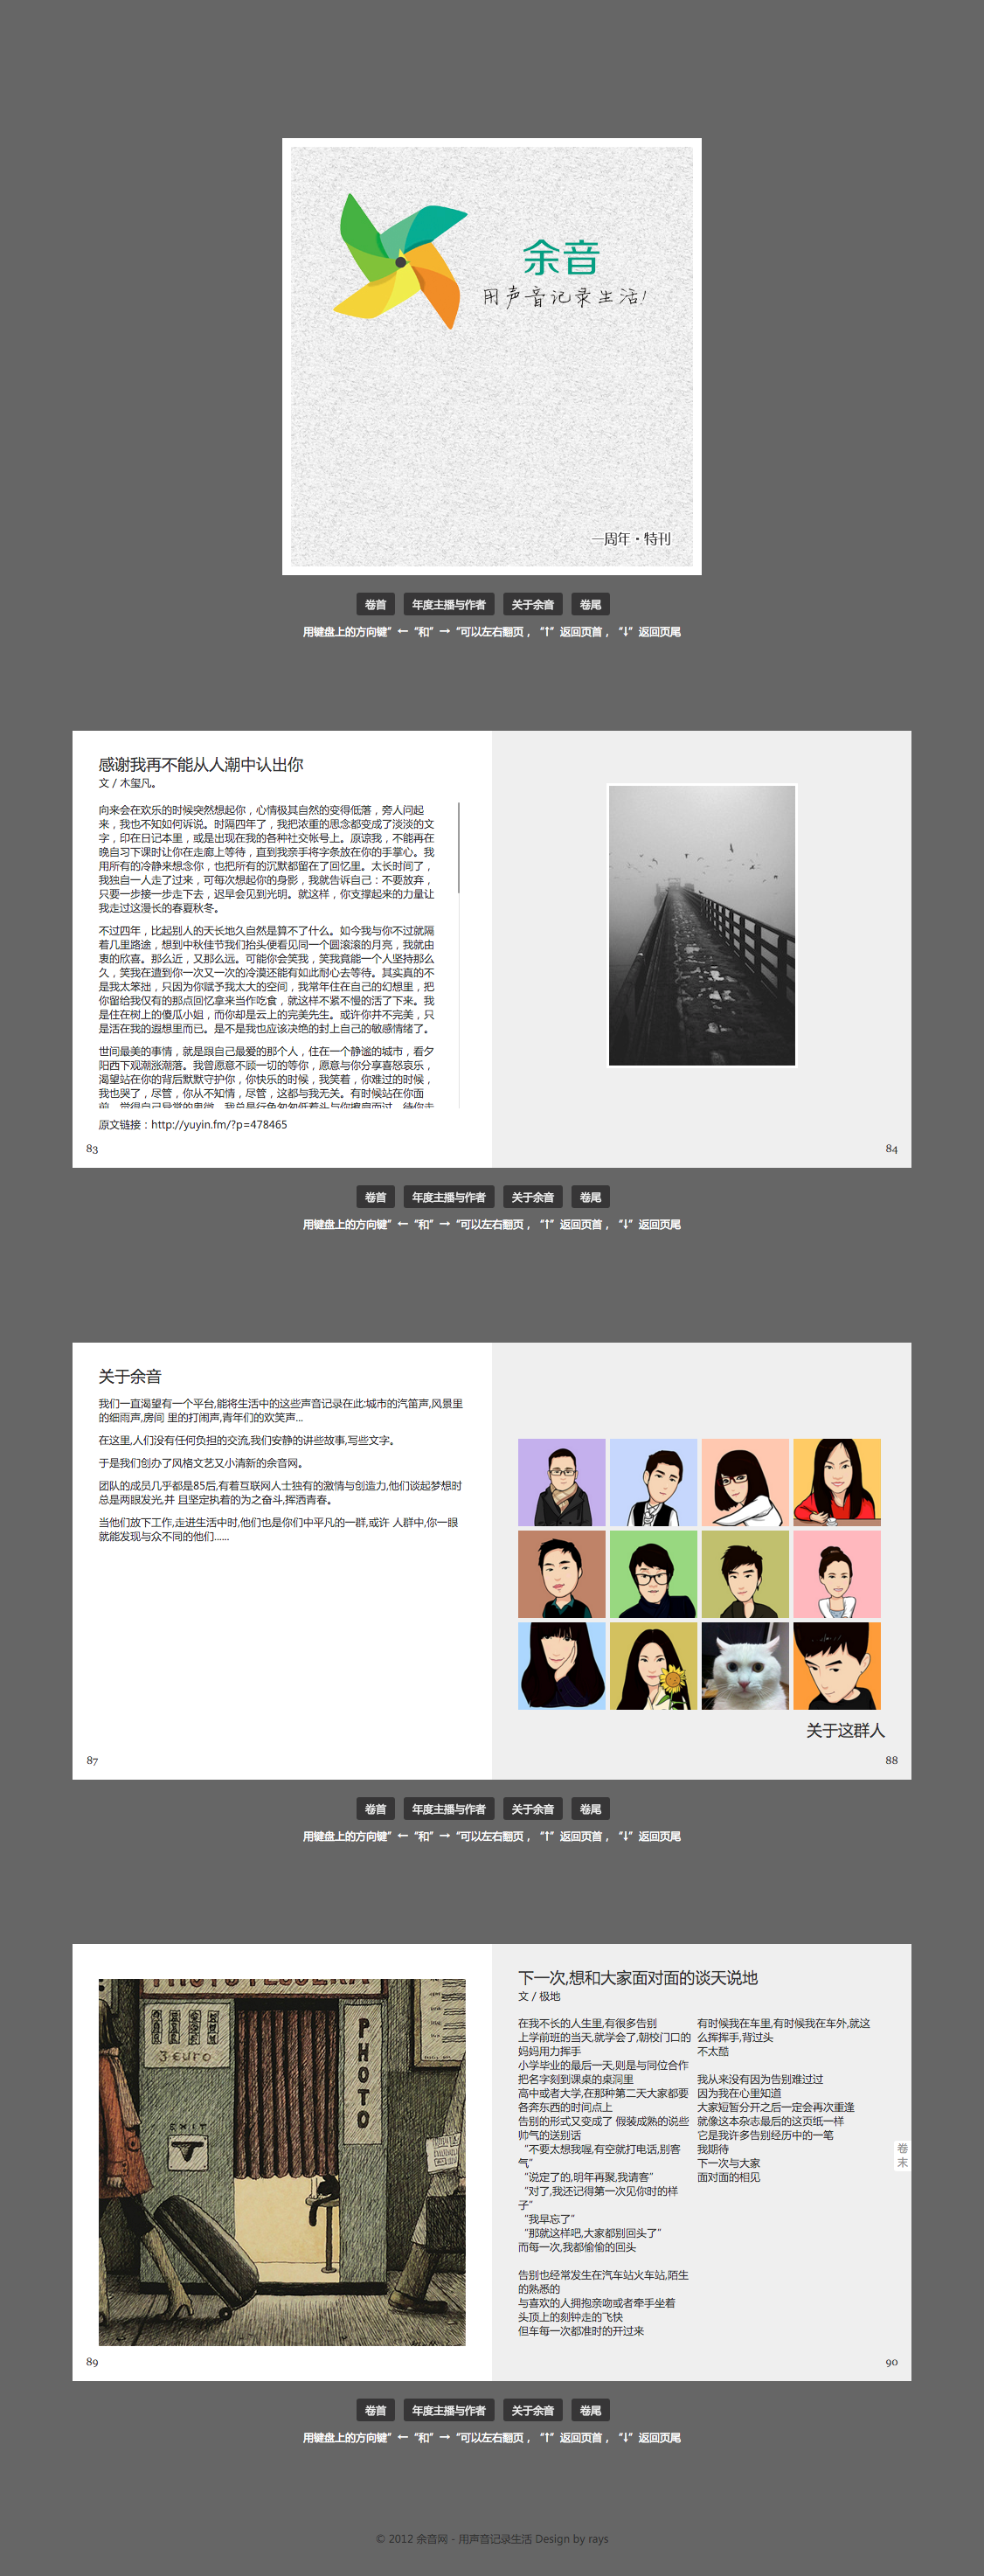 余音
用声音记录生活!
一周年·特刊
卷首 年度主播与作者 关于余音 卷尾
用键盘上的方向键”←“和”→“可以左右翻页，“↑”返回页首，“↓”返回页尾
感谢我再不能从人潮中认出你
文 / 木玺凡。
向来会在欢乐的时候突然想起你，心情极其自然的变得低落，旁人问起
来，我也不知如何诉说。时隔四年了，我把浓重的思念都变成了淡淡的文
字，印在日记本里，或是出现在我的各种社交帐号上。原谅我，不能再在
晚自习下课时让你在走廊上等待，直到我亲手将字条放在你的手掌心。我
用所有的冷静来想念你，也把所有的沉默都留在了回忆里。太长时间了，
我独自一人走了过来，可每次想起你的身影，我就告诉自己：不要放弃，
只要一步接一步走下去，迟早会见到光明。就这样，你支撑起来的力量让
我走过这漫长的春夏秋冬。
不过四年，比起别人的天长地久自然是算不了什么。如今我与你不过就隔
着几里路途，想到中秋佳节我们抬头便看见同一个圆滚滚的月亮，我就由
衷的欣喜。那么近，又那么远。可能你会笑我，笑我竟能一个人坚持那么
久，笑我在遭到你一次又一次的冷漠还能有如此耐心去等待。其实真的不
是我太笨拙，只因为你赋予我太大的空间，我常年住在自己的幻想里，把
你留给我仅有的那点回忆拿来当作吃食，就这样不紧不慢的活了下来。我
是住在树上的傻瓜小姐，而你却是云上的完美先生。或许你并不完美，只
是活在我的遐想里而已。是不是我也应该决绝的封上自己的敏感情绪了。
世间最美的事情，就是跟自己最爱的那个人，住在一个静谧的城市，看夕
阳西下观潮涨潮落。我曾愿意不顾一切的等你，愿意与你分享喜怒哀乐，
渴望站在你的背后默默守护你，你快乐的时候，我笑着，你难过的时候，
我也哭了，尽管，你从不知情，尽管，这都与我无关。有时候站在你面
前，觉得自己异常的卑微，我总是行色匆匆低着头与你擦肩而过，待你走
原文链接：http://yuyin.fm/?p=478465
83
84
卷首 年度主播与作者 关于余音 卷尾
用键盘上的方向键”←“和”→“可以左右翻页，“↑”返回页首，“↓”返回页尾
关于余音
我们一直渴望有一个平台,能将生活中的这些声音记录在此:城市的汽笛声,风景里
的细雨声,房间 里的打闹声,青年们的欢笑声...
在这里,人们没有任何负担的交流,我们安静的讲些故事,写些文字。
于是我们创办了风格文艺又小清新的余音网。
团队的成员几乎都是85后,有着互联网人士独有的激情与创造力,他们谈起梦想时
总是两眼发光,并 且坚定执着的为之奋斗,挥洒青春。
当他们放下工作,走进生活中时,他们也是你们中平凡的一群,或许 人群中,你一眼
就能发现与众不同的他们......
关于这群人
87
88
卷首 年度主播与作者 关于余音 卷尾
用键盘上的方向键”←“和”→“可以左右翻页，“↑”返回页首，“↓”返回页尾
3 euro
EXIT
PHOTO
89
下一次,想和大家面对面的谈天说地
文 / 极地
在我不长的人生里,有很多告别
上学前班的当天,就学会了,朝校门口的
妈妈用力挥手
小学毕业的最后一天,则是与同位合作
把名字刻到课桌的桌洞里
高中或者大学,在那种第二天大家都要
各奔东西的时间点上
告别的形式又变成了 假装成熟的说些
帅气的送别话
“不要太想我喔,有空就打电话,别客
气”
“说定了的,明年再聚,我请客”
“对了,我还记得第一次见你时的样
子”
“我早忘了”
“那就这样吧,大家都别回头了”
而每一次,我都偷偷的回头
告别也经常发生在汽车站火车站,陌生
的熟悉的
与喜欢的人拥抱亲吻或者牵手坐着
头顶上的刻钟走的飞快
但车每一次都准时的开过来
有时候我在车里,有时候我在车外,就这
么挥挥手,背过头
不太酷
我从来没有因为告别难过过
因为我在心里知道
大家短暂分开之后一定会再次重逢
就像这本杂志最后的这页纸一样
它是我许多告别经历中的一笔
我期待
下一次与大家
面对面的相见
卷
末
90
卷首 年度主播与作者 关于余音 卷尾
用键盘上的方向键”←“和”→“可以左右翻页，“↑”返回页首，“↓”返回页尾
© 2012 余音网 - 用声音记录生活 Design by rays